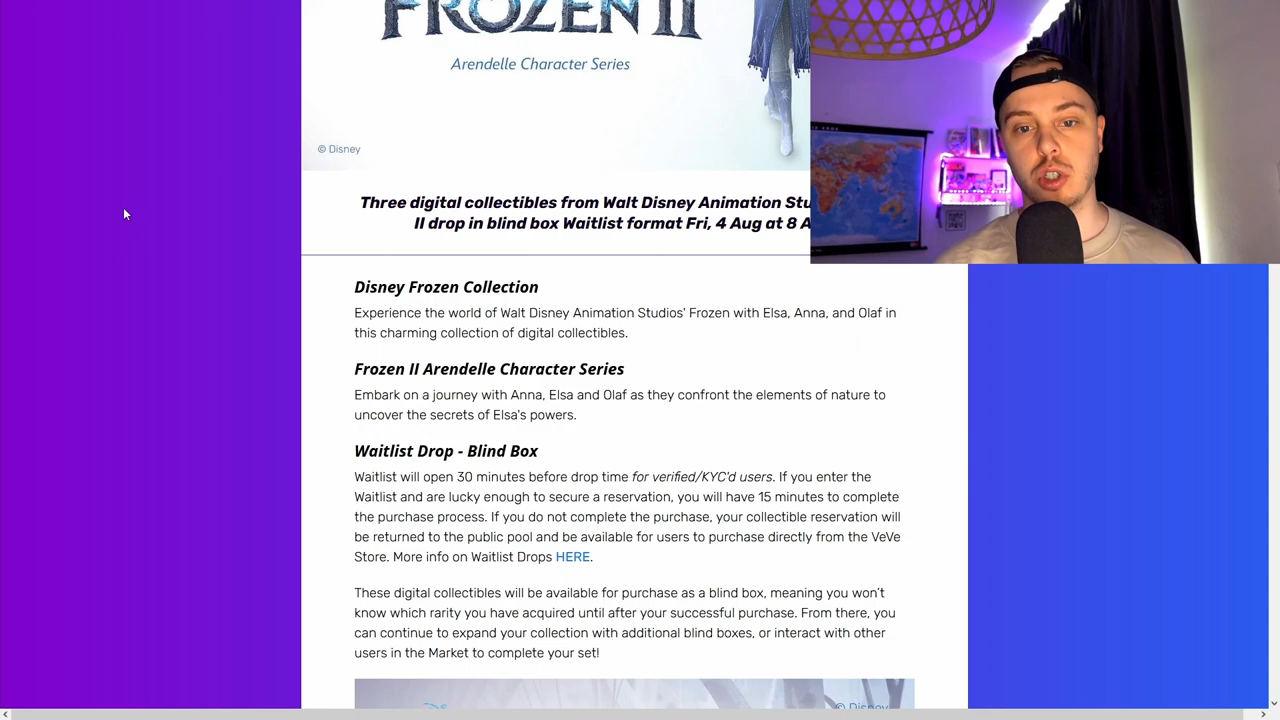 FROZEN II
Arendelle Character Series
© Disney
Three digital collectibles from Walt Disney Animation
II drop in blind box Waitlist format Fri, 4 Aug at 8
Disney Frozen Collection
Experience the world of Walt Disney Animation Studios' Frozen with Elsa, Anna, and Olaf in
this charming collection of digital collectibles.
Frozen II Arendelle Character Series
Embark on a journey with Anna, Elsa and Olaf as they confront the elements of nature to
uncover the secrets of Elsa's powers.
Waitlist Drop - Blind Box
Waitlist will open 30 minutes before drop time for verified/KYC'd users. If you enter the
Waitlist and are lucky enough to secure a reservation, you will have 15 minutes to complete
the purchase process. If you do not complete the purchase, your collectible reservation will
be returned to the public pool and be available for users to purchase directly from the VeVe
Store. More info on Waitlist Drops HERE.
These digital collectibles will be available for purchase as a blind box, meaning you won't
know which rarity you have acquired until after your successful purchase. From there, you
can continue to expand your collection with additional blind boxes, or interact with other
users in the Market to complete your set!
© Disney